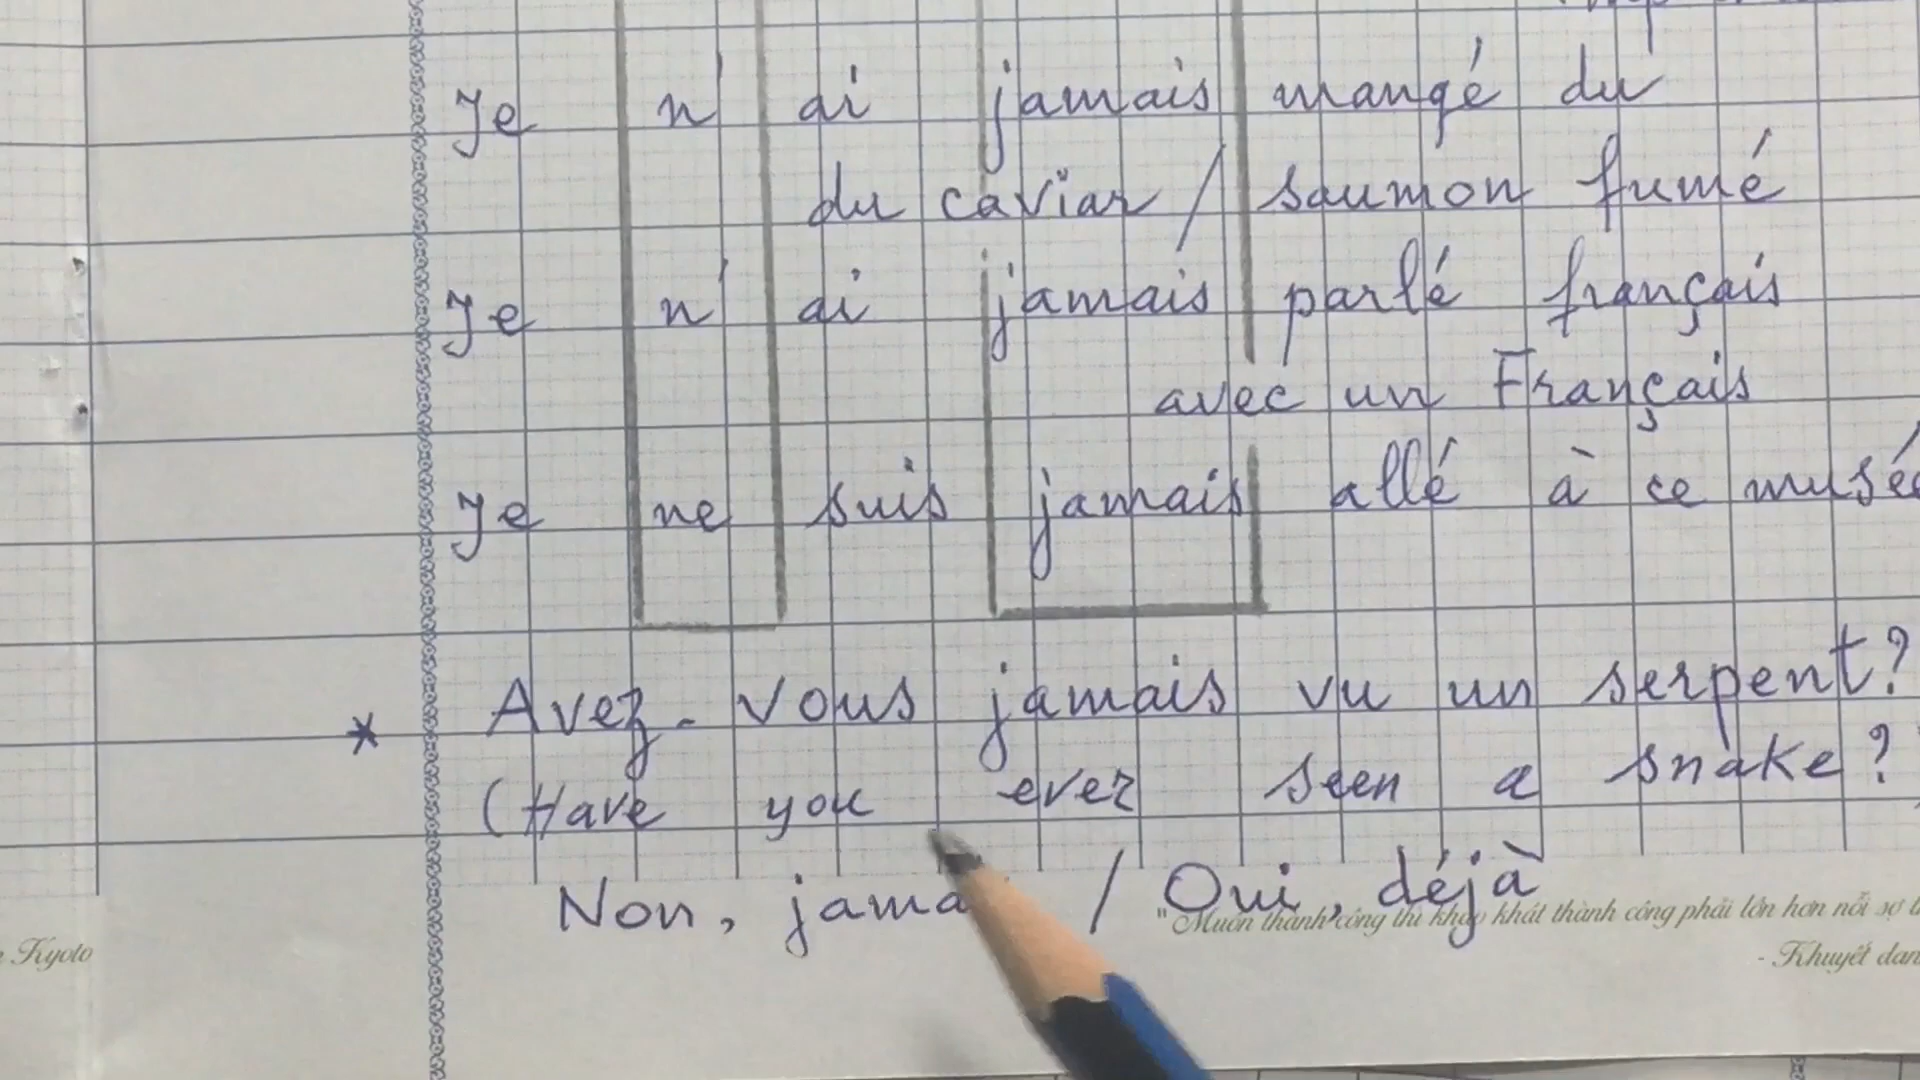 Je n'ai jamais mangé du
du caviar / saumon fumé
Je n'ai jamais parlé français
avec un Français
Je ne suis jamais allé à ce musée
* Avez-vous jamais vu un serpent?
(Have you ever seen a snake?)
Non, / Oui, déjà
"Muốn thành công thì khao khát thành công phải lớn hơn nỗi sợ
Kyoto
- Khuyết dan